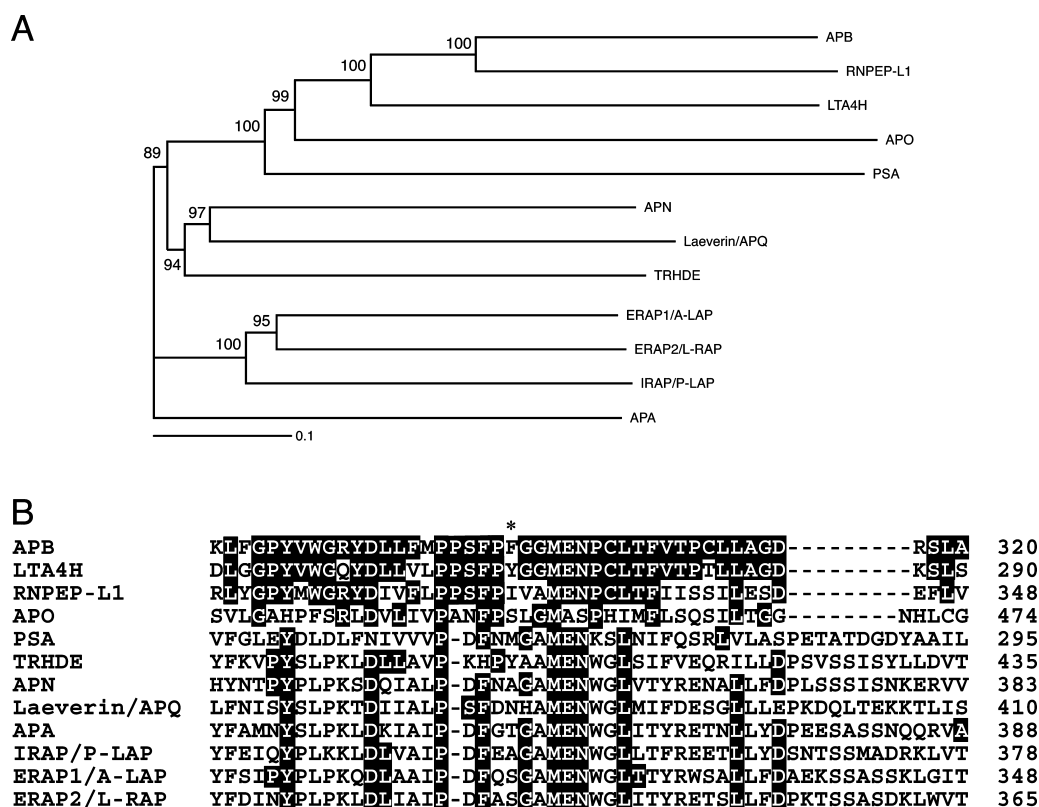 A
APB
100
RNPEP-L1
100
LTA4H
99
APO
100
PSA
89
APN
97
Laeverin/APQ
94
TRHDE
ERAP1/A-LAP
95
ERAP2/L-RAP
100
IRAP/P-LAP
APA
0.1
B
*
APB KLFGPYVWGRYDLLFMPPSFPFGGMENPCLTFVTPCLLAGD---------RSLA 320
LTA4H DLGGPYVWGQYDLLVLPPSFPYGGMENPCLTFVTPTLLAGD---------KSLS 290
RNPEP-L1 RLYGPYMWGRYDIVFLPPSFPIVAMENPCLTFIISSILESD---------EFLV 348
APO SVLGAHPFSRLDVLIVPANFPSLGMASPHIMFLSQSILTGG--------NHLCG 474
PSA VFGLEYDLDLFNIVVVP-DFNMGAMENKSLNIFQSRLVLASPETATDGDYAAIL 295
TRHDE YFKVPYSLPKLDLLAVP-KHPYAAMENWGLSIFVEQRILLDPSVSSISYLLDVT 435
APN HYNTPYPLPKSDQIALP-DFNAGAMENWGLVTYRENALLFDPLSSSISNKERVV 383
Laeverin/APQ LFNISYSLPKTDIIALP-SFDNHAMENWGLMIFDESGLLLEPKDQLTEKKTLIS 410
APA YFAMNYSLPKLDKIAIP-DFGTGAMENWGLITYRETNLLYDPEESASSNQQRVA 388
IRAP/P-LAP YFEIQYPLKKLDLVAIP-DFEAGAMENWGLLTFREETLLYDSNTSSMADRKLVT 378
ERAP1/A-LAP YFSIPYPLPKQDLAAIP-DFQSGAMENWGLTTYRWSALLFDAEKSSASSKLGIT 348
ERAP2/L-RAP YFDINYPLPKLDLIAIP-DFASGAMENWGLITYRETSLLFDPKTSSASDKLWVT 365